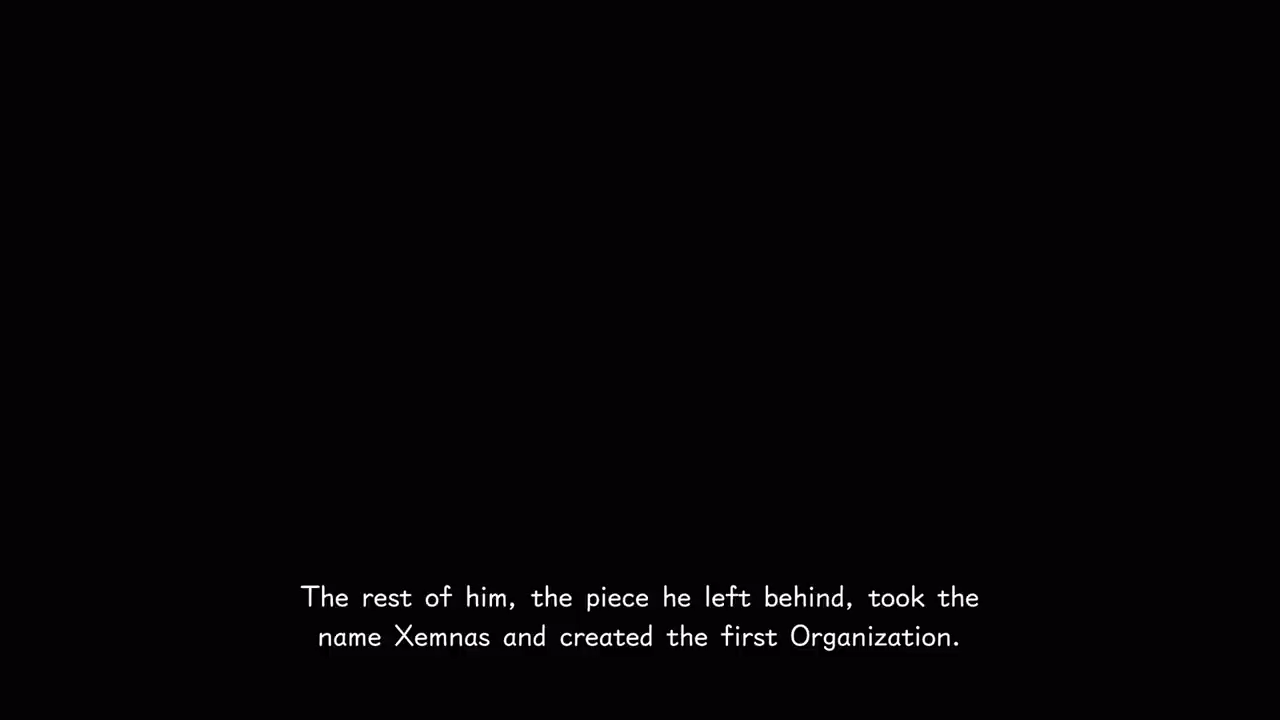 The rest of him, the piece he left behind, took the
name Xemnas and created the first Organization.